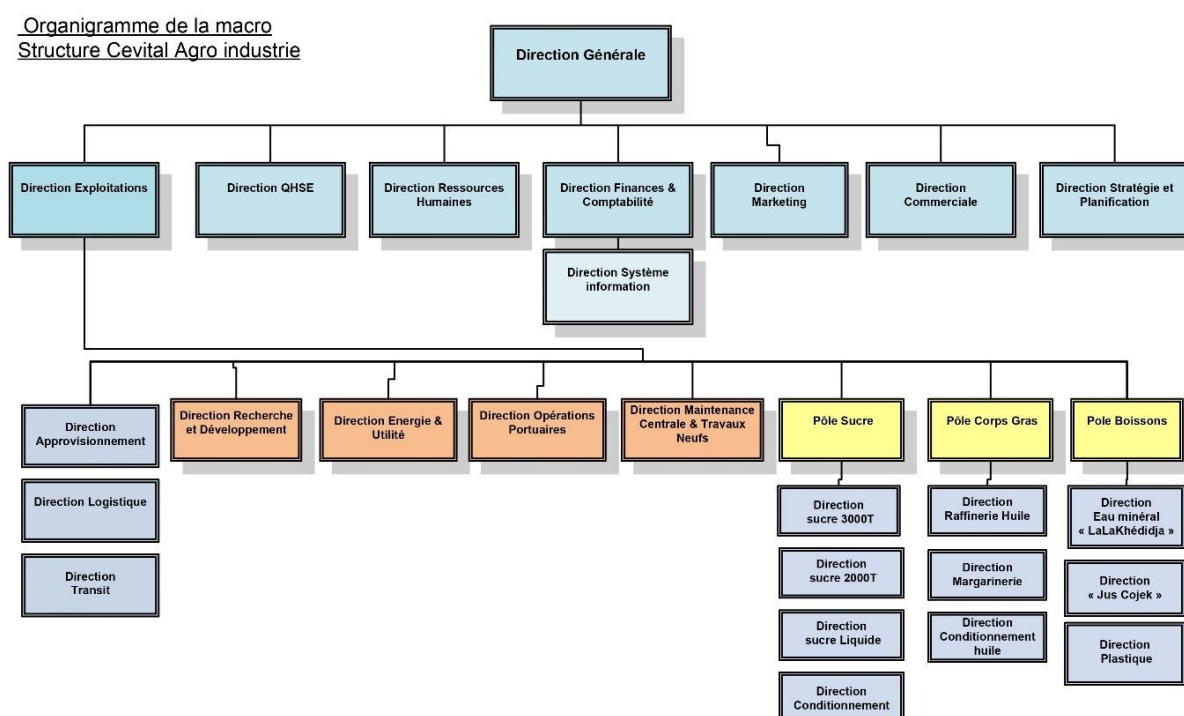 Organigramme de la macro
Structure Cevital Agro industrie
Direction Générale
Direction Exploitations
Direction QHSE
Direction Ressources
Humaines
Direction Finances &
Comptabilité
Direction
Marketing
Direction
Commerciale
Direction Stratégie et
Planification
Direction Système
information
Direction
Approvisionnement
Direction Recherche
et Développement
Direction Energie &
Utilité
Direction Opérations
Portuaires
Direction Maintenance
Centrale & Travaux
Neufs
Pôle Sucre
Pôle Corps Gras
Pole Boissons
Direction Logistique
Direction
Transit
Direction
sucre 3000T
Direction
sucre 2000T
Direction
sucre Liquide
Direction
Conditionnement
Direction
Raffinerie Huile
Direction
Margarinerie
Direction
Conditionnement
huile
Direction
Eau minéral
« LaLaKhédidja »
Direction
« Jus Cojek »
Direction
Plastique